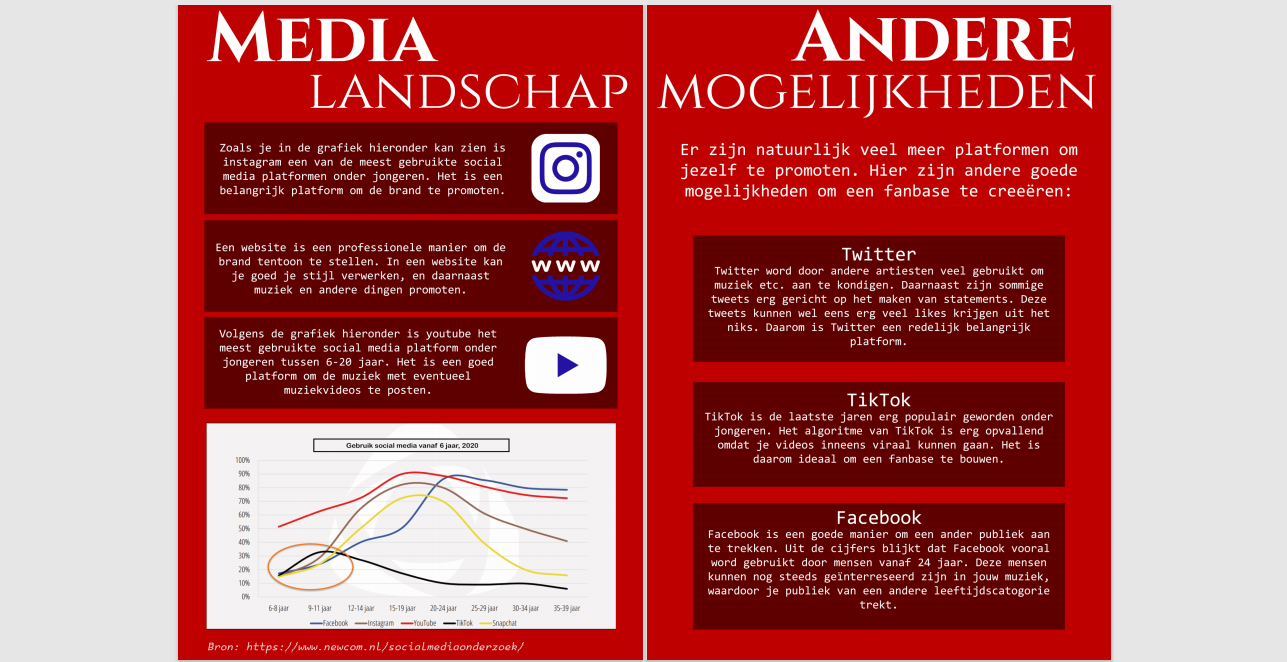 MEDIA
LANDSCHAP
Zoals je in de grafiek hieronder kan zien is
instagram een van de meest gebruikte social
media platformen onder jongeren. Het is een
belangrijk platform om de brand te promoten.
Een website is een professionele manier om de
brand tentoon te stellen. In een website kan
je goed je stijl verwerken, en daarnaast
muziek en andere dingen promoten.
www
Volgens de grafiek hieronder is youtube het
meest gebruikte social media platform onder
jongeren tussen 6-20 jaar. Het is een goed
platform om de muziek met eventueel
muziekvideos te posten.
Gebruik social media vanaf 6 jaar, 2020
100%
90%
80%
70%
60%
50%
40%
30%
20%
10%
0%
6-8 jaar 9-11 jaar 12-14 jaar 15-19 jaar 20-24 jaar 25-29 jaar 30-34 jaar 35-39 jaar
Facebook Instagram YouTube TikTok Snapchat
Bron: https://www.newcom.nl/socialmediaonderzoek/
ANDERE
MOGELIJKHEDEN
Er zijn natuurlijk veel meer platformen om
jezelf te promoten. Hier zijn andere goede
mogelijkheden om een fanbase te creeëren:
Twitter
Twitter word door andere artiesten veel gebruikt om
muziek etc. aan te kondigen. Daarnaast zijn sommige
tweets erg gericht op het maken van statements. Deze
tweets kunnen wel eens erg veel likes krijgen uit het
niks. Daarom is Twitter een redelijk belangrijk
platform.
TikTok
TikTok is de laatste jaren erg populair geworden onder
jongeren. Het algoritme van TikTok is erg opvallend
omdat je videos inneens viraal kunnen gaan. Het is
daarom ideaal om een fanbase te bouwen.
Facebook
Facebook is een goede manier om een ander publiek aan
te trekken. Uit de cijfers blijkt dat Facebook vooral
word gebruikt door mensen vanaf 24 jaar. Deze mensen
kunnen nog steeds geïnterreseerd zijn in jouw muziek,
waardoor je publiek van een andere leeftijdscatogorie
trekt.